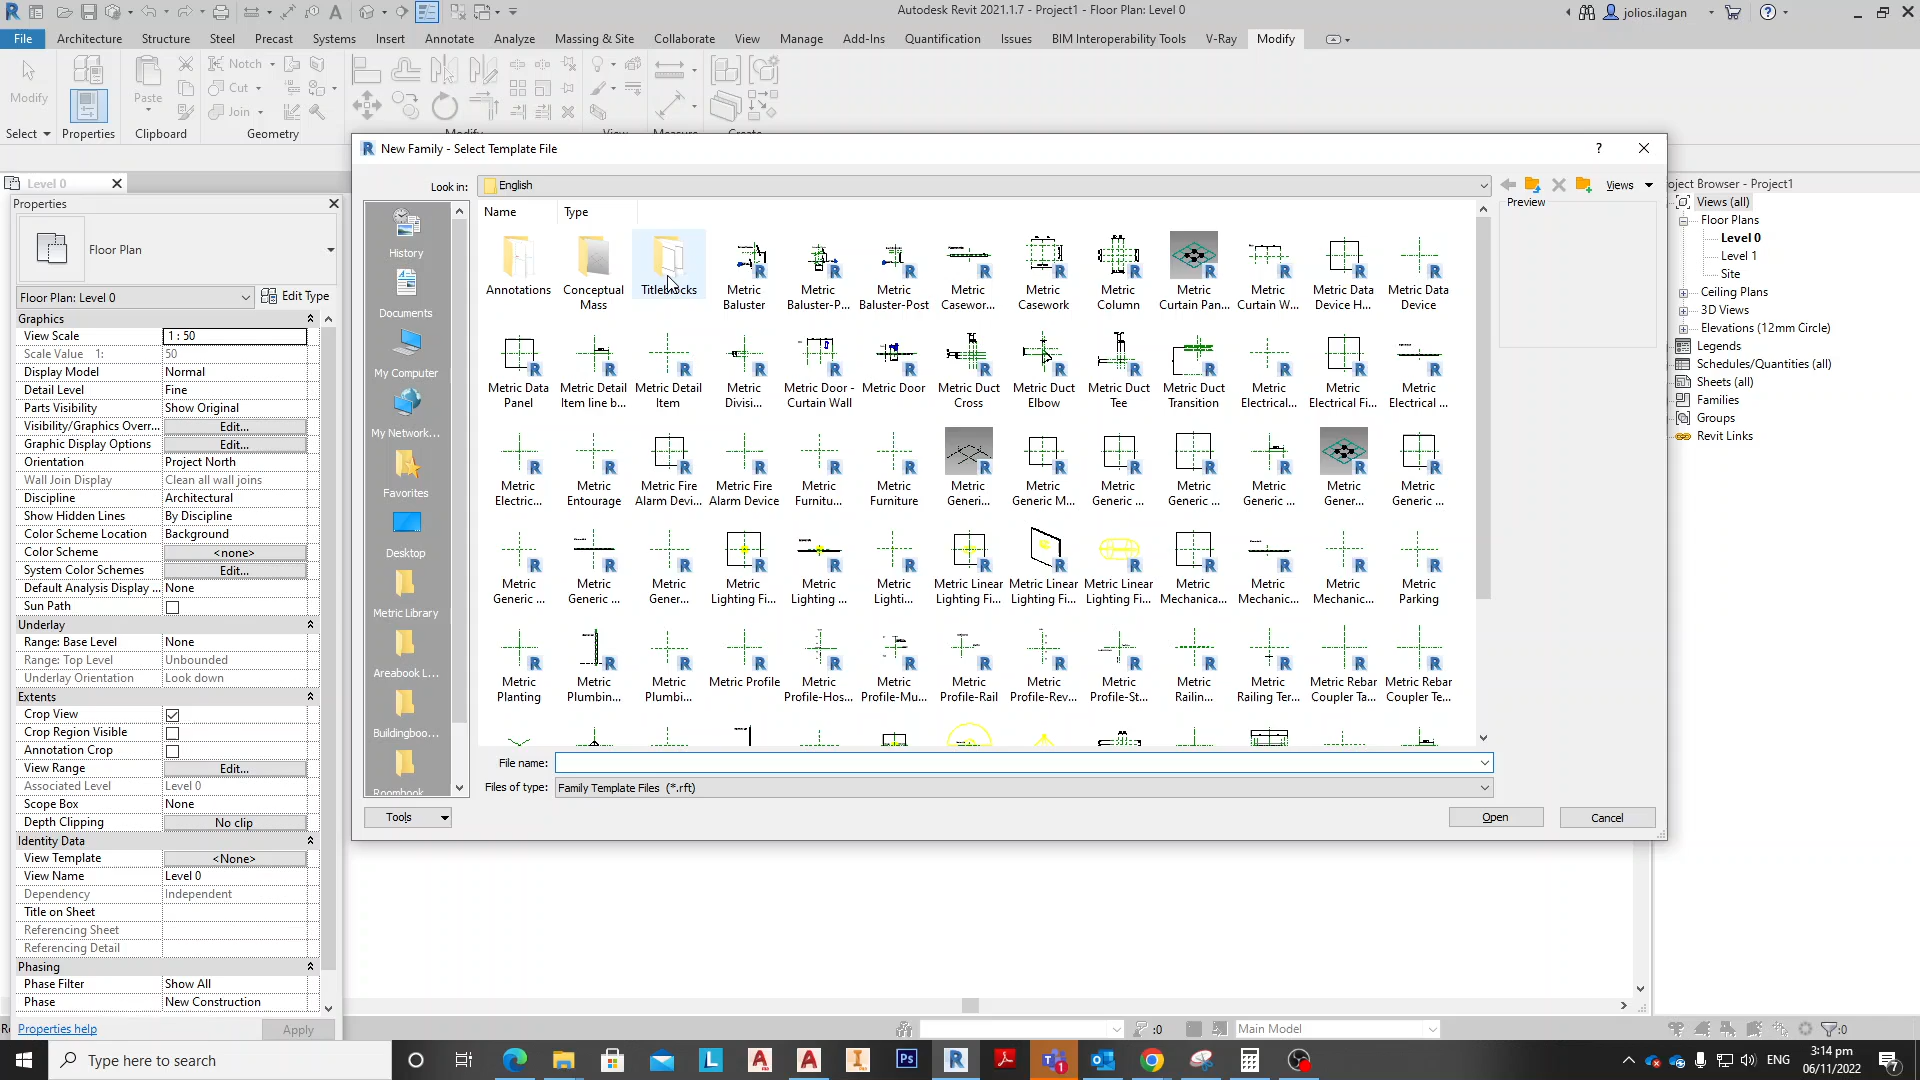 Autodesk Revit 2021.1.7 - Project1 - Floor Plan: Level 0
jolios.ilagan
File Architecture Structure Steel Precast Systems Insert Annotate Analyze Massing & Site Collaborate View Manage Add-Ins Quantification Issues BIM Interoperability Tools V-Ray Modify
Modify
Paste
Notch
Cut
Join
Select Properties Clipboard Geometry
New Family - Select Template File
Look in: English
Views
Name Type
Preview
History
Documents
My Computer
My Network...
Favorites
Desktop
Metric Library
Areabook L...
Buildingboo...
Annotations
Conceptual Mass
Titleblocks
Metric Baluster
Metric Baluster-P...
Metric Baluster-Post
Metric Casewor...
Metric Casework
Metric Column
Metric Curtain Pan...
Metric Curtain W...
Metric Data Device H...
Metric Data Device
Metric Data Panel
Metric Detail Item line b...
Metric Detail Item
Metric Divisi...
Metric Door - Curtain Wall
Metric Door
Metric Duct Cross
Metric Duct Elbow
Metric Duct Tee
Metric Duct Transition
Metric Electrical...
Metric Electrical Fi...
Metric Electrical ...
Metric Electric...
Metric Entourage
Metric Fire Alarm Devi...
Metric Fire Alarm Device
Metric Furnitu...
Metric Furniture
Metric Generi...
Metric Generic M...
Metric Generic ...
Metric Generic ...
Metric Generic ...
Metric Gener...
Metric Generic ...
Metric Generic ...
Metric Generic ...
Metric Gener...
Metric Lighting Fi...
Metric Lighting ...
Metric Lighti...
Metric Linear Lighting Fi...
Metric Linear Lighting Fi...
Metric Linear Lighting Fi...
Metric Mechanica...
Metric Mechanic...
Metric Mechanic...
Metric Parking
Metric Planting
Metric Plumbin...
Metric Plumbi...
Metric Profile
Metric Profile-Hos...
Metric Profile-Mu...
Metric Profile-Rail
Metric Profile-Rev...
Metric Profile-St...
Metric Railin...
Metric Railing Ter...
Metric Rebar Coupler Ta...
Metric Rebar Coupler Te...
File name:
Files of type: Family Template Files (*.rft)
Tools
Open
Cancel
Level 0
Properties
Floor Plan
Floor Plan: Level 0 Edit Type
Graphics
View Scale 1 : 50
Scale Value 1: 50
Display Model Normal
Detail Level Fine
Parts Visibility Show Original
Visibility/Graphics Overr... Edit...
Graphic Display Options Edit...
Orientation Project North
Wall Join Display Clean all wall joins
Discipline Architectural
Show Hidden Lines By Discipline
Color Scheme Location Background
Color Scheme <none>
System Color Schemes Edit...
Default Analysis Display ... None
Sun Path
Underlay
Range: Base Level None
Range: Top Level Unbounded
Underlay Orientation Look down
Extents
Crop View
Crop Region Visible
Annotation Crop
View Range Edit...
Associated Level Level 0
Scope Box None
Depth Clipping No clip
Identity Data
View Template <None>
View Name Level 0
Dependency Independent
Title on Sheet
Referencing Sheet
Referencing Detail
Phasing
Phase Filter Show All
Phase New Construction
Properties help Apply
oject Browser - Project1
Views (all)
Floor Plans
Level 0
Level 1
Site
Ceiling Plans
3D Views
Elevations (12mm Circle)
Legends
Schedules/Quantities (all)
Sheets (all)
Families
Groups
Revit Links
:0
Main Model
:0
Type here to search
ENG
3:14 pm
06/11/2022